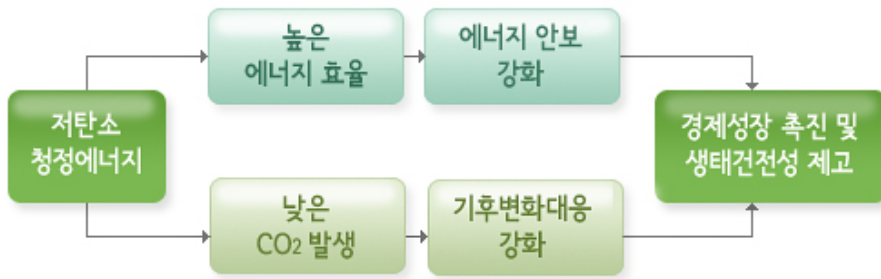 저탄소
청정에너지
높은
에너지 효율
에너지 안보
강화
낮은
CO₂ 발생
기후변화대응
강화
경제성장 촉진 및
생태건전성 제고